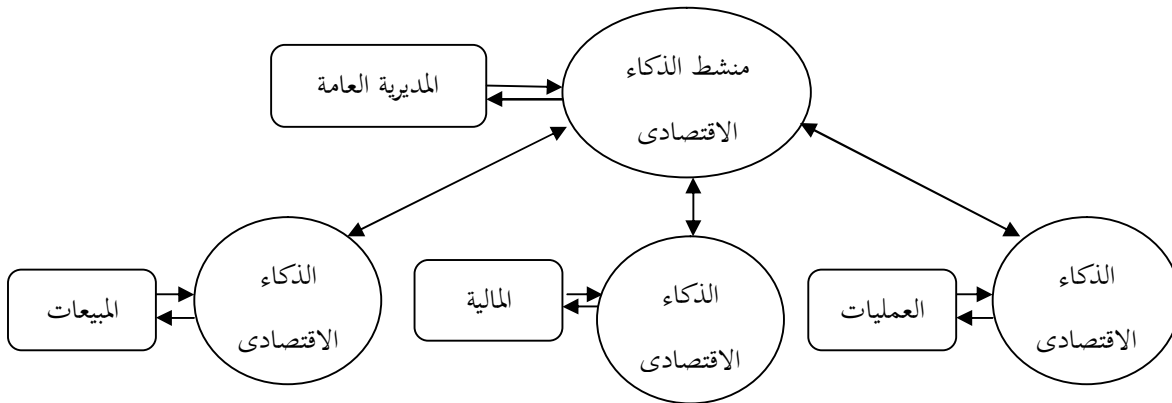 منشط الذكاء
الاقتصادى
المديرية العامة
الذكاء
الاقتصادى
العمليات
الذكاء
الاقتصادى
المالية
الذكاء
الاقتصادى
المبيعات